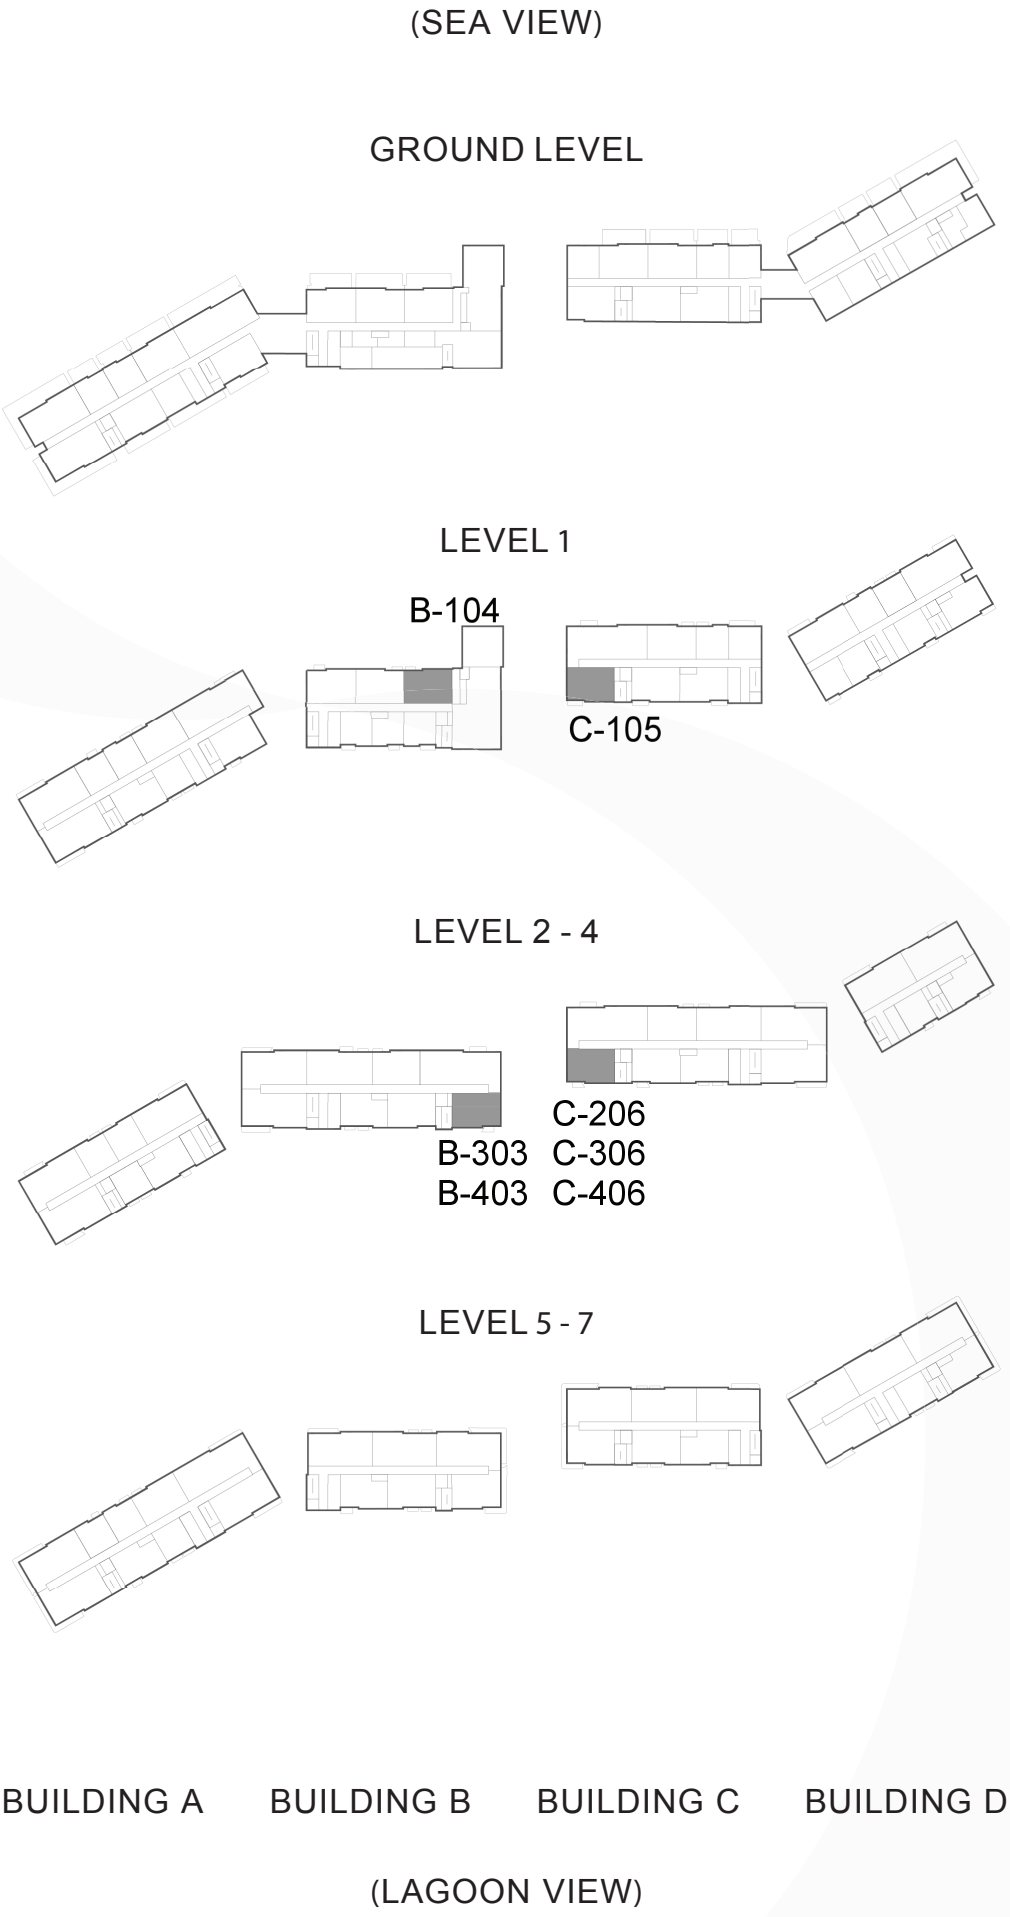 (SEA VIEW)
GROUND LEVEL
LEVEL 1
B-104
C-105
LEVEL 2 - 4
C-206
B-303 C-306
B-403 C-406
LEVEL 5 - 7
BUILDING A BUILDING B BUILDING C BUILDING D
(LAGOON VIEW)